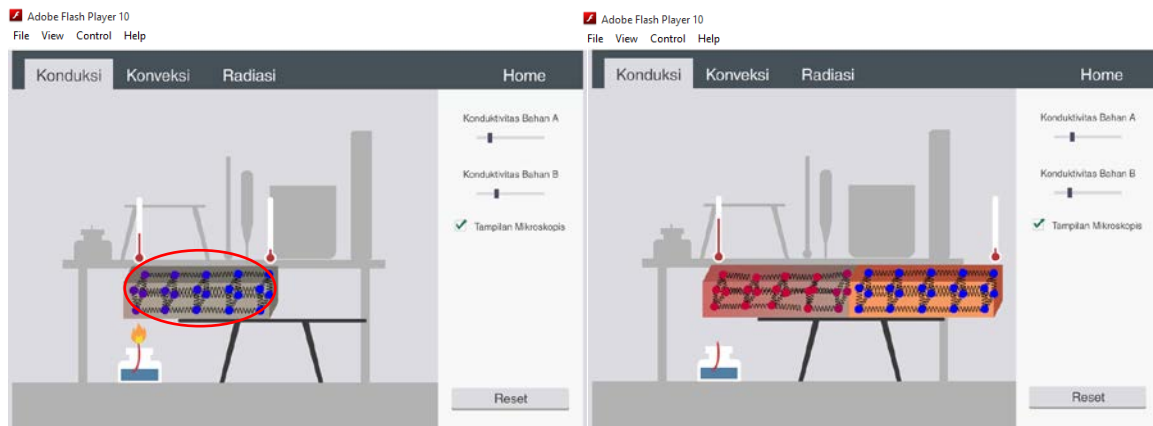 Adobe Flash Player 10
File View Control Help
Konduksi Konveksi Radiasi Home
Konduktivitas Bahan A
Konduktivitas Bahan B
Tampilan Mikroskopis
Reset
Adobe Flash Player 10
File View Control Help
Konduksi Konveksi Radiasi Home
Konduktivitas Bahan A
Konduktivitas Bahan B
Tampilan Mikroskopis
Reset